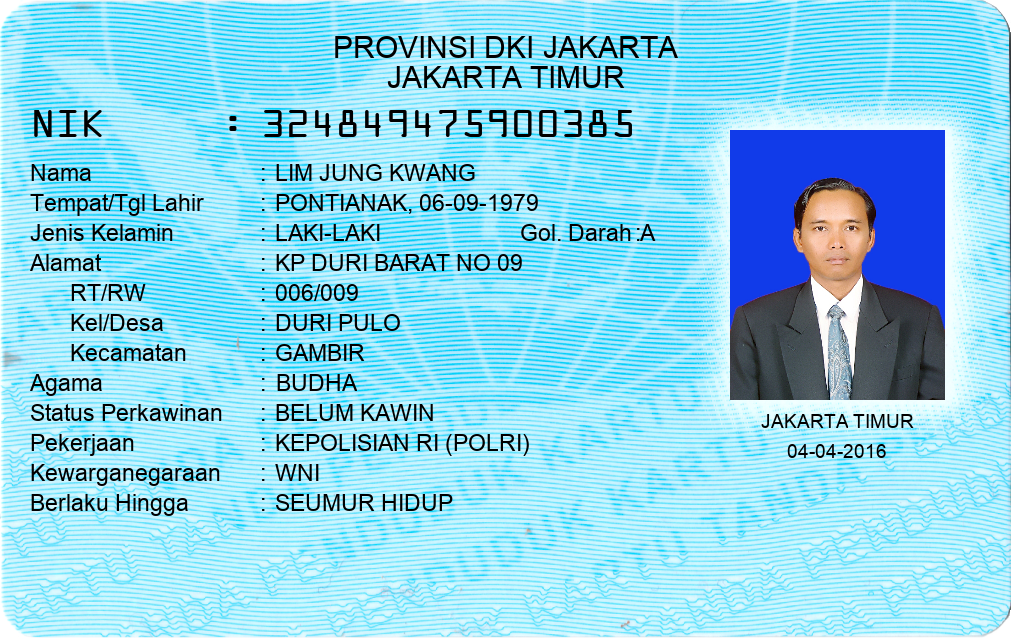 PROVINSI DKI JAKARTA
JAKARTA TIMUR
NIK : 324849475900385
Nama : LIM JUNG KWANG
Tempat/Tgl Lahir : PONTIANAK, 06-09-1979
Jenis Kelamin : LAKI-LAKI Gol. Darah :A
Alamat : KP DURI BARAT NO 09
RT/RW : 006/009
Kel/Desa : DURI PULO
Kecamatan : GAMBIR
Agama : BUDHA
Status Perkawinan : BELUM KAWIN
Pekerjaan : KEPOLISIAN RI (POLRI)
Kewarganegaraan : WNI
Berlaku Hingga : SEUMUR HIDUP
JAKARTA TIMUR
04-04-2016